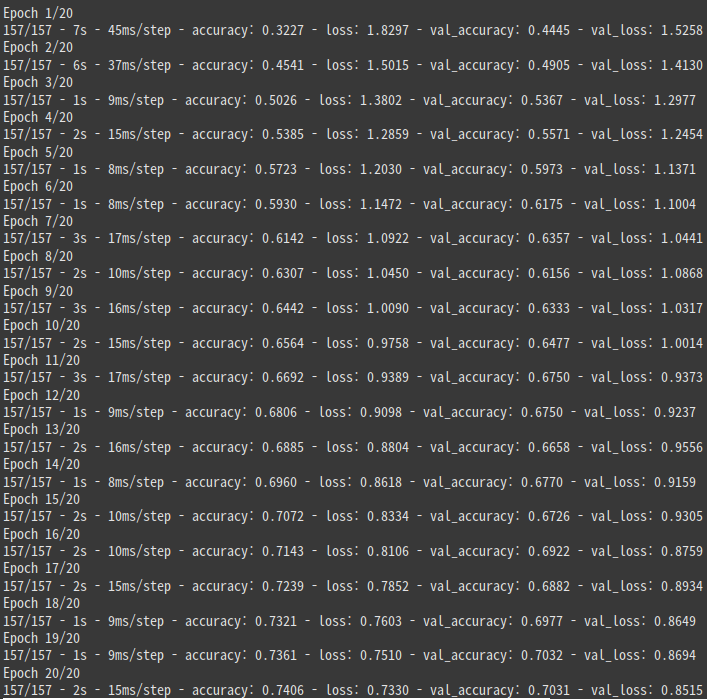 Epoch 1/20
157/157 - 7s - 45ms/step - accuracy: 0.3227 - loss: 1.8297 - val_accuracy: 0.4445 - val_loss: 1.5258
Epoch 2/20
157/157 - 6s - 37ms/step - accuracy: 0.4541 - loss: 1.5015 - val_accuracy: 0.4905 - val_loss: 1.4130
Epoch 3/20
157/157 - 1s - 9ms/step - accuracy: 0.5026 - loss: 1.3802 - val_accuracy: 0.5367 - val_loss: 1.2977
Epoch 4/20
157/157 - 2s - 15ms/step - accuracy: 0.5385 - loss: 1.2859 - val_accuracy: 0.5571 - val_loss: 1.2454
Epoch 5/20
157/157 - 1s - 8ms/step - accuracy: 0.5723 - loss: 1.2030 - val_accuracy: 0.5973 - val_loss: 1.1371
Epoch 6/20
157/157 - 1s - 8ms/step - accuracy: 0.5930 - loss: 1.1472 - val_accuracy: 0.6175 - val_loss: 1.1004
Epoch 7/20
157/157 - 3s - 17ms/step - accuracy: 0.6142 - loss: 1.0922 - val_accuracy: 0.6357 - val_loss: 1.0441
Epoch 8/20
157/157 - 2s - 10ms/step - accuracy: 0.6307 - loss: 1.0450 - val_accuracy: 0.6156 - val_loss: 1.0868
Epoch 9/20
157/157 - 3s - 16ms/step - accuracy: 0.6442 - loss: 1.0090 - val_accuracy: 0.6333 - val_loss: 1.0317
Epoch 10/20
157/157 - 2s - 15ms/step - accuracy: 0.6564 - loss: 0.9758 - val_accuracy: 0.6477 - val_loss: 1.0014
Epoch 11/20
157/157 - 3s - 17ms/step - accuracy: 0.6692 - loss: 0.9389 - val_accuracy: 0.6750 - val_loss: 0.9373
Epoch 12/20
157/157 - 1s - 9ms/step - accuracy: 0.6806 - loss: 0.9098 - val_accuracy: 0.6750 - val_loss: 0.9237
Epoch 13/20
157/157 - 2s - 16ms/step - accuracy: 0.6885 - loss: 0.8804 - val_accuracy: 0.6658 - val_loss: 0.9556
Epoch 14/20
157/157 - 1s - 8ms/step - accuracy: 0.6960 - loss: 0.8618 - val_accuracy: 0.6770 - val_loss: 0.9159
Epoch 15/20
157/157 - 2s - 10ms/step - accuracy: 0.7072 - loss: 0.8334 - val_accuracy: 0.6726 - val_loss: 0.9305
Epoch 16/20
157/157 - 2s - 10ms/step - accuracy: 0.7143 - loss: 0.8106 - val_accuracy: 0.6922 - val_loss: 0.8759
Epoch 17/20
157/157 - 2s - 15ms/step - accuracy: 0.7239 - loss: 0.7852 - val_accuracy: 0.6882 - val_loss: 0.8934
Epoch 18/20
157/157 - 1s - 9ms/step - accuracy: 0.7321 - loss: 0.7603 - val_accuracy: 0.6977 - val_loss: 0.8649
Epoch 19/20
157/157 - 1s - 9ms/step - accuracy: 0.7361 - loss: 0.7510 - val_accuracy: 0.7032 - val_loss: 0.8694
Epoch 20/20
157/157 - 2s - 15ms/step - accuracy: 0.7406 - loss: 0.7330 - val_accuracy: 0.7031 - val_loss: 0.8515